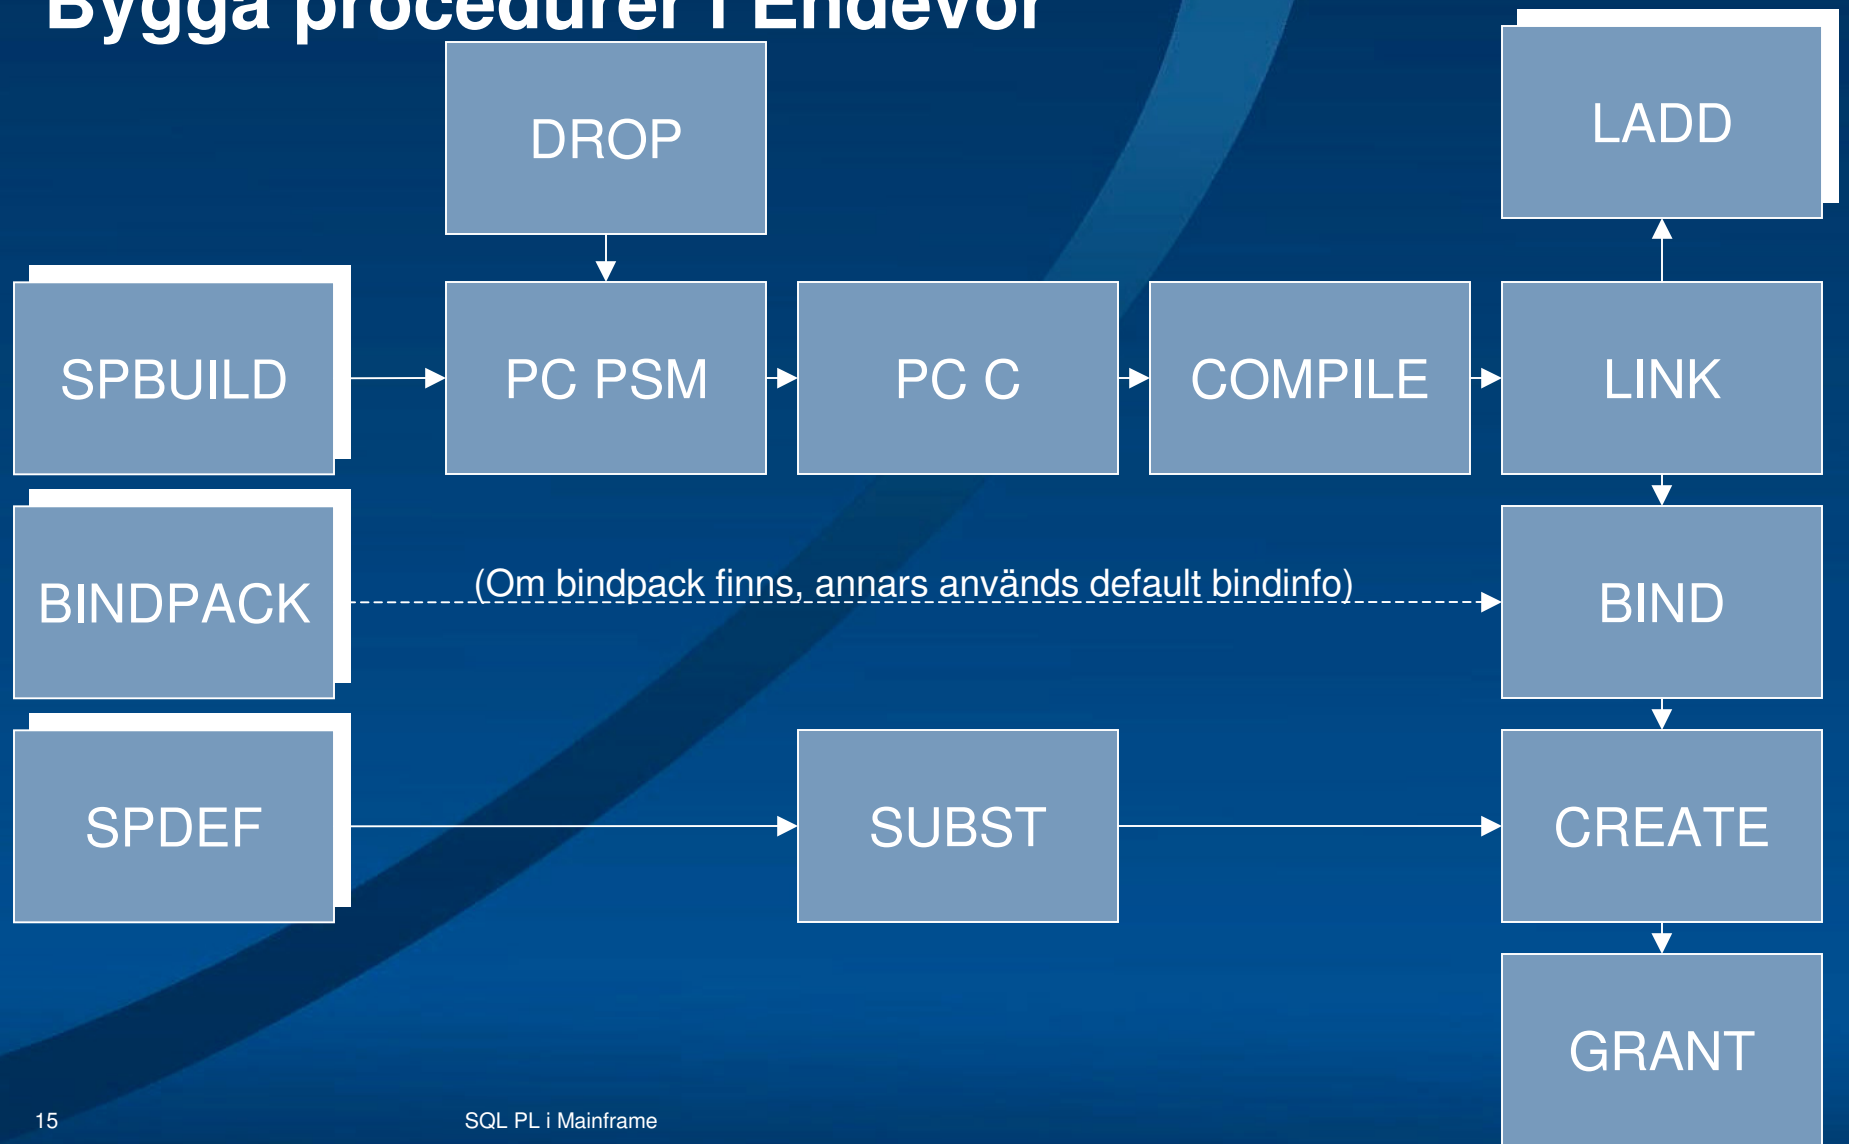 Bygga procedurer i Endevor
DROP
LADD
SPBUILD
PC PSM
PC C
COMPILE
LINK
BINDPACK
(Om bindpack finns, annars används default bindinfo)
BIND
SPDEF
SUBST
CREATE
GRANT
15
SQL PL i Mainframe